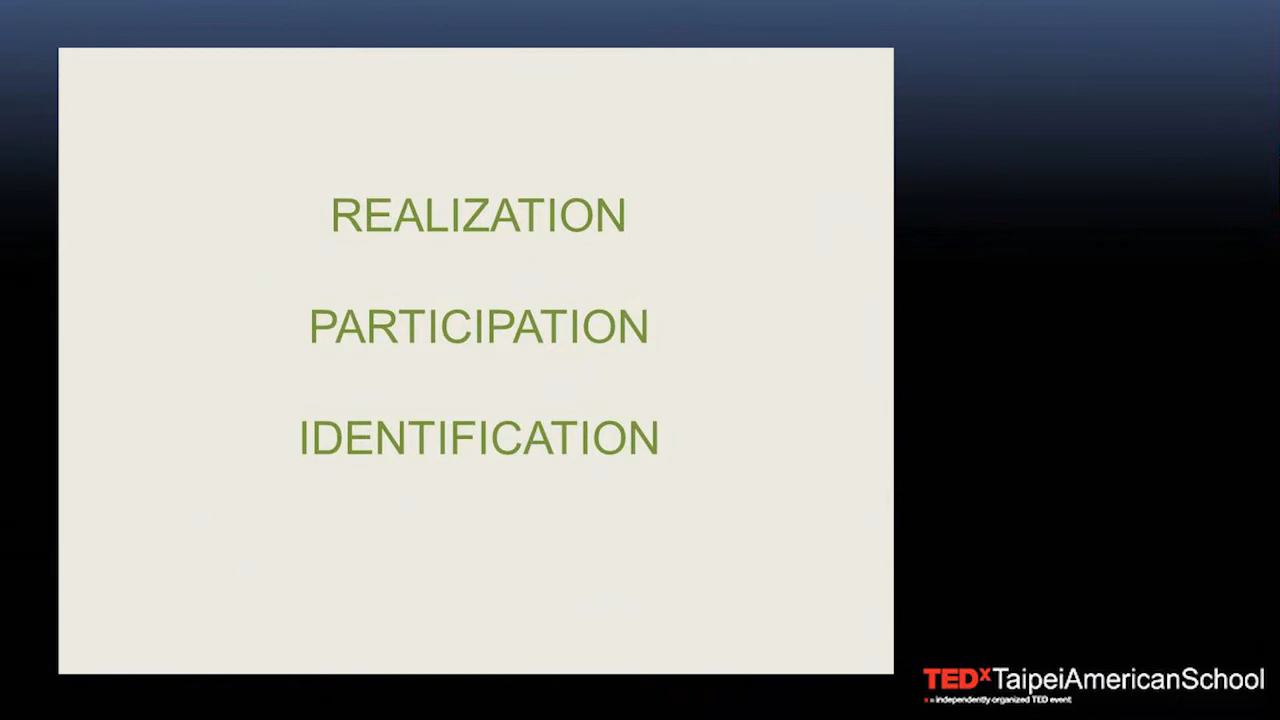 REALIZATION
PARTICIPATION
IDENTIFICATION
TEDxTaipeiAmericanSchool
x = independently organized TED event